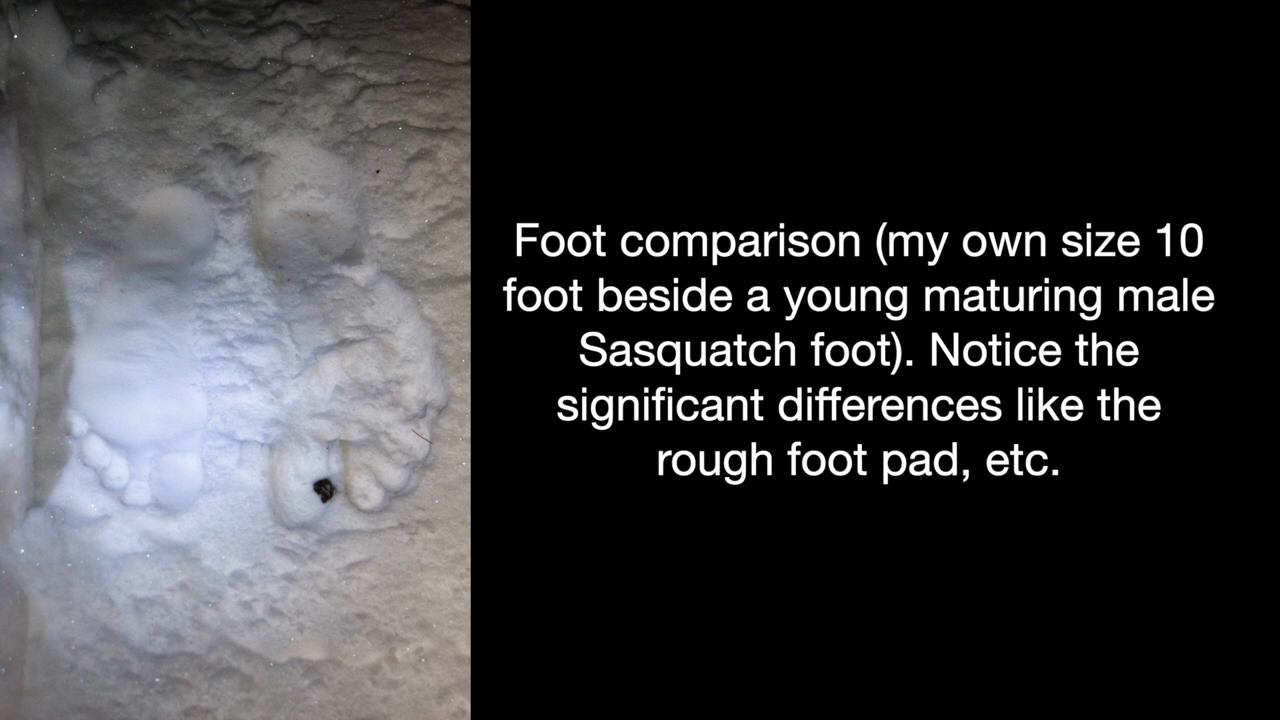 Foot comparison (my own size 10
foot beside a young maturing male
Sasquatch foot). Notice the
significant differences like the
rough foot pad, etc.